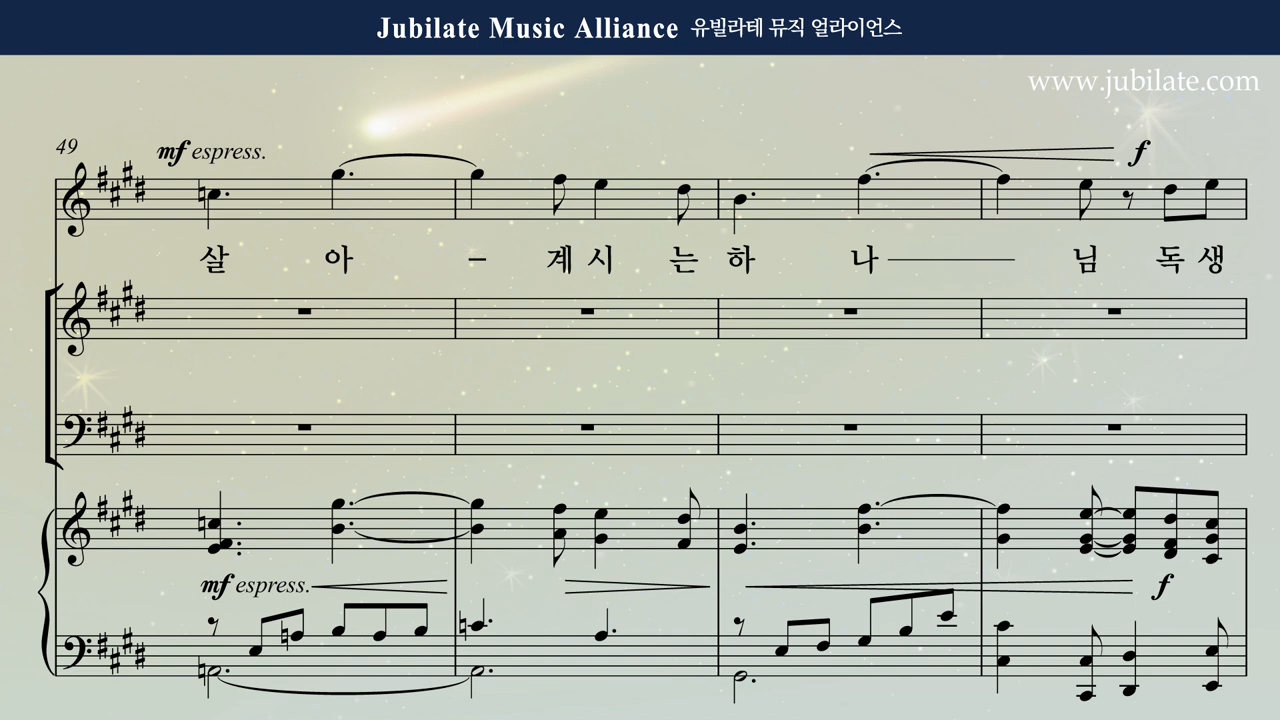 Jubilate Music Alliance 유빌라테 뮤직 얼라이언스
www.jubilate.com
49
mf espress.
f
살 아 – 계 시 는 하 나 님 독 생
mf espress.
f